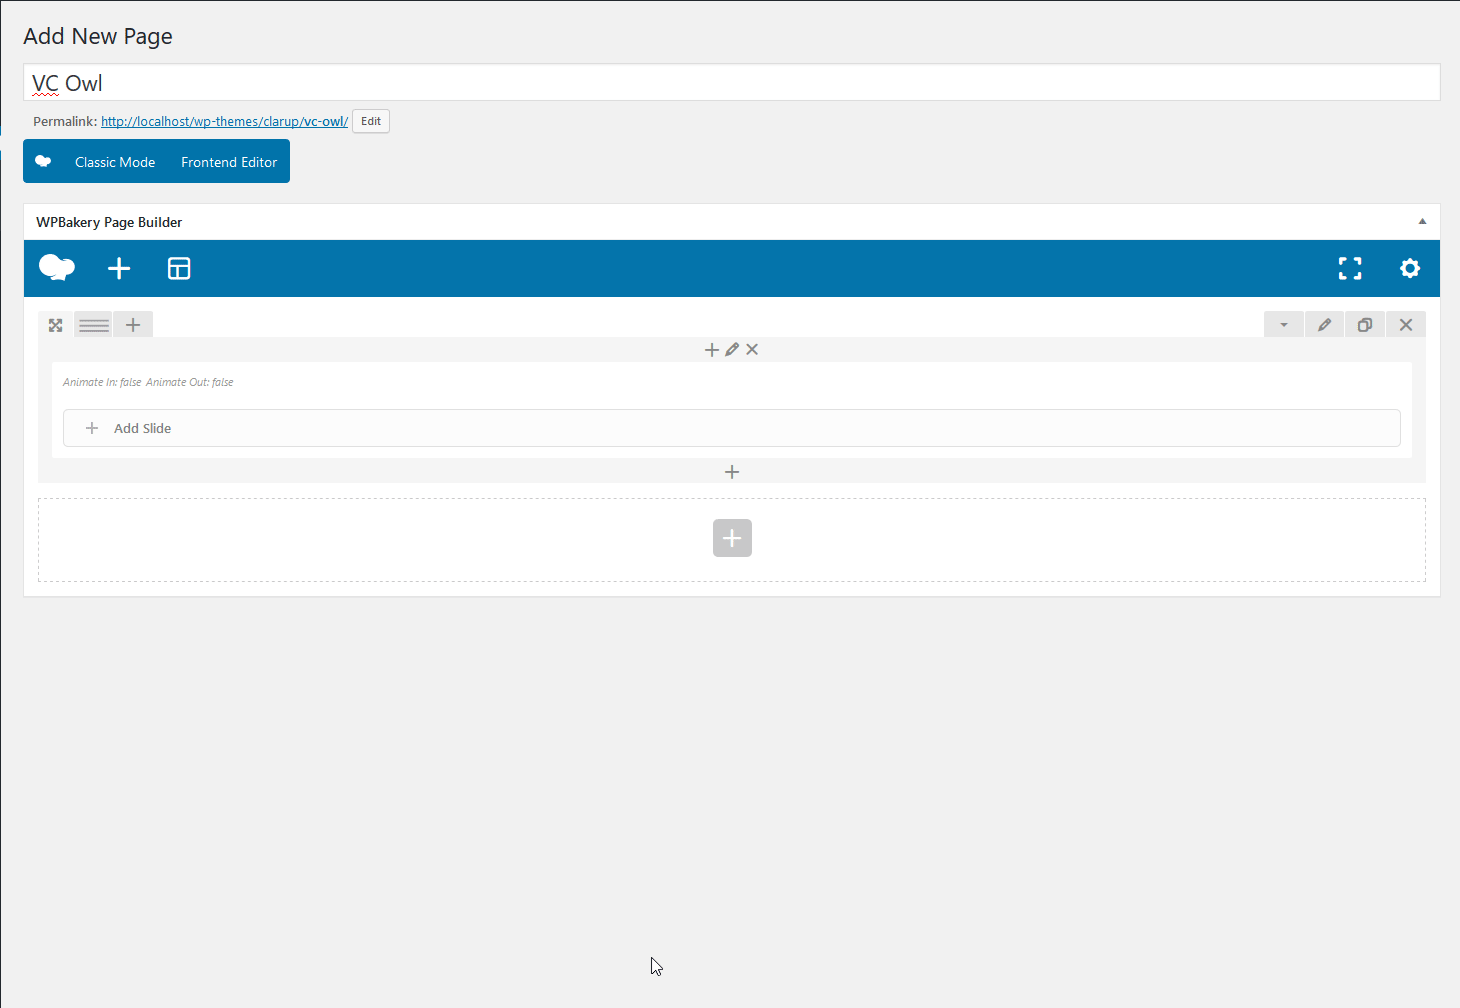 Add New Page
VC Owl
Permalink: http://localhost/wp-themes/clarup/vc-owl/ Edit
Classic Mode Frontend Editor
WPBakery Page Builder
Animate In: false Animate Out: false
Add Slide